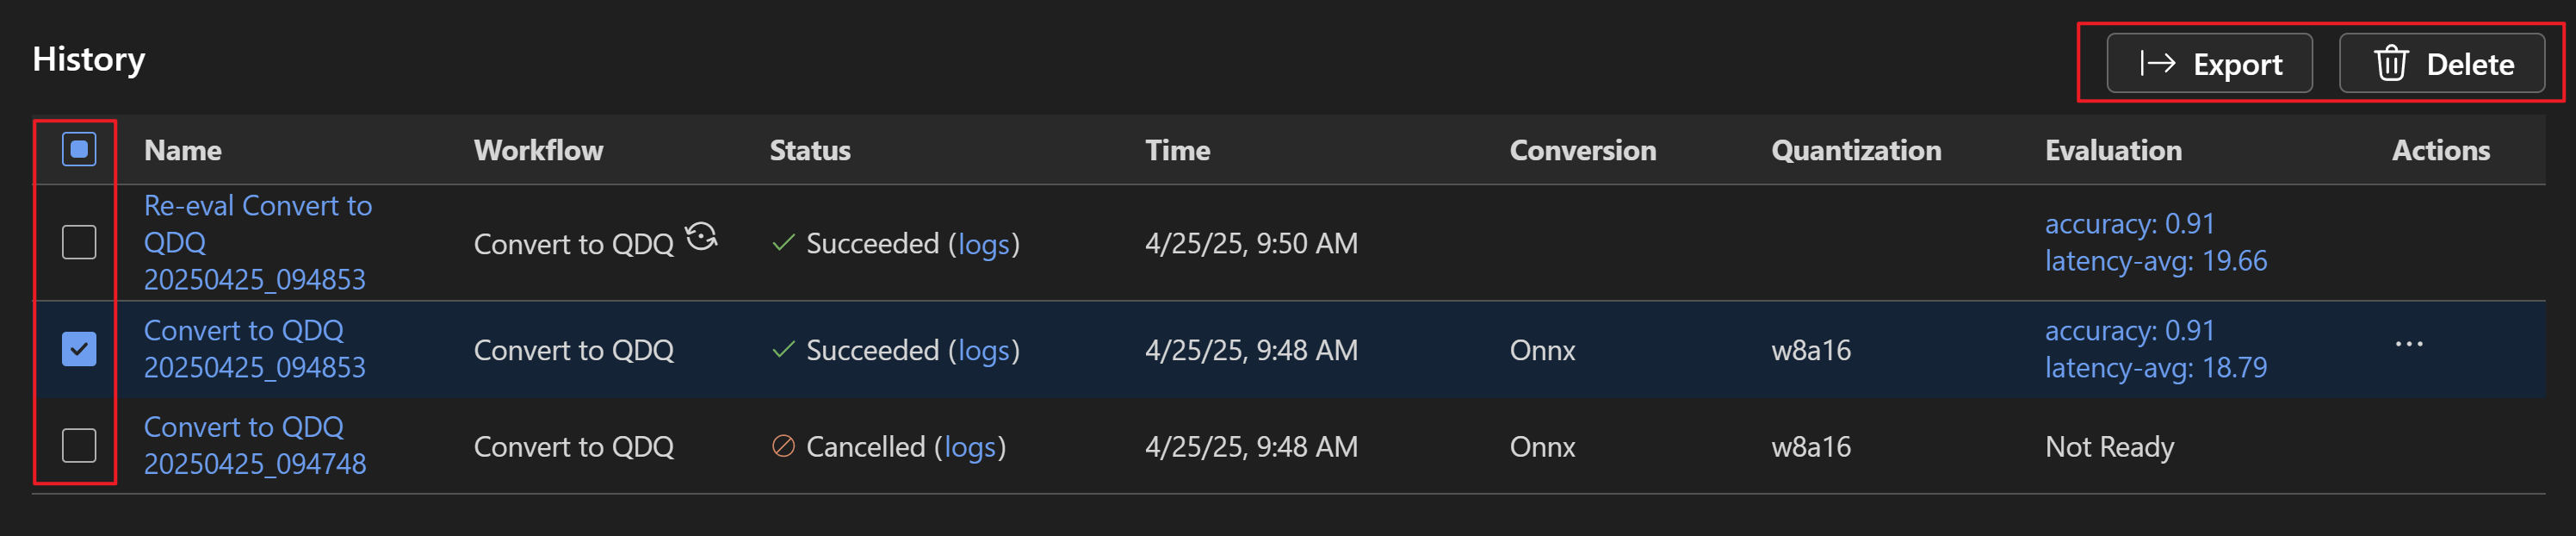 History
Export
Delete
Name Workflow Status Time Conversion Quantization Evaluation Actions
Re-eval Convert to
QDQ
20250425_094853
Convert to QDQ
Succeeded (logs)
4/25/25, 9:50 AM
accuracy: 0.91
latency-avg: 19.66
Convert to QDQ
20250425_094853
Convert to QDQ
Succeeded (logs)
4/25/25, 9:48 AM
Onnx
w8a16
accuracy: 0.91
latency-avg: 18.79
...
Convert to QDQ
20250425_094748
Convert to QDQ
Cancelled (logs)
4/25/25, 9:48 AM
Onnx
w8a16
Not Ready